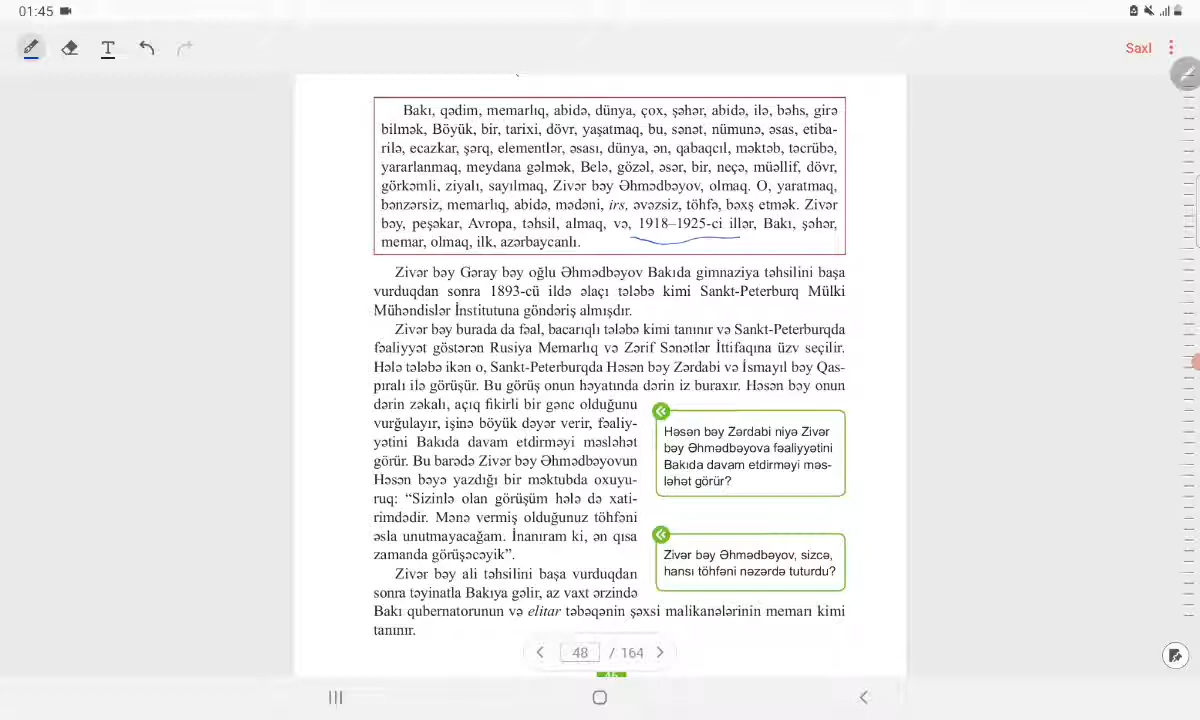 01:45
Saxl
Bakı, qədim, memarlıq, abidə, dünya, çox, şəhər, abidə, ilə, bəhs, girə
bilmək, Böyük, bir, tarixi, dövr, yaşatmaq, bu, sənət, nümunə, əsas, etiba-
rilə, ecazkar, şərq, elementlər, əsası, dünya, ən, qabaqcıl, məktəb, təcrübə,
yararlanmaq, meydana gəlmək, Belə, gözəl, əsər, bir, neçə, müəllif, dövr,
görkəmli, ziyalı, sayılmaq, Zivər bəy Əhmədbəyov, olmaq. O, yaratmaq,
bənzərsiz, memarlıq, abidə, mədəni, irs, əvəzsiz, töhfə, bəxş etmək. Zivər
bəy, peşəkar, Avropa, təhsil, almaq, və, 1918–1925-ci illər, Bakı, şəhər,
memar, olmaq, ilk, azərbaycanlı.
Zivər bəy Gəray bəy oğlu Əhmədbəyov Bakıda gimnaziya təhsilini başa
vurduqdan sonra 1893-cü ildə əlaçı tələbə kimi Sankt-Peterburq Mülki
Mühəndislər İnstitutuna göndəriş almışdır.
Zivər bəy burada da fəal, bacarıqlı tələbə kimi tanınır və Sankt-Peterburqda
fəaliyyət göstərən Rusiya Memarlıq və Zərif Sənətlər İttifaqına üzv seçilir.
Hələ tələbə ikən o, Sankt-Peterburqda Həsən bəy Zərdabi və İsmayıl bəy Qas-
pıralı ilə görüşür. Bu görüş onun həyatında dərin iz buraxır. Həsən bəy onun
dərin zəkalı, açıq fikirli bir gənc olduğunu
vurğulayır, işinə böyük dəyər verir, fəaliy-
yətini Bakıda davam etdirməyi məsləhət
görür. Bu barədə Zivər bəy Əhmədbəyovun
Həsən bəyə yazdığı bir məktubda oxuyu-
ruq: “Sizinlə olan görüşüm hələ də xati-
rimdədir. Mənə vermiş olduğunuz töhfəni
əsla unutmayacağam. İnanıram ki, ən qısa
zamanda görüşəcəyik”.
Zivər bəy ali təhsilini başa vurduqdan
sonra təyinatla Bakıya gəlir, az vaxt ərzində
Bakı qubernatorunun və elitar təbəqənin şəxsi malikanələrinin memarı kimi
tanınır.
Həsən bəy Zərdabi niyə Zivər
bəy Əhmədbəyova fəaliyyətini
Bakıda davam etdirməyi məs-
ləhət görür?
Zivər bəy Əhmədbəyov, sizcə,
hansı töhfəni nəzərdə tuturdu?
48 / 164